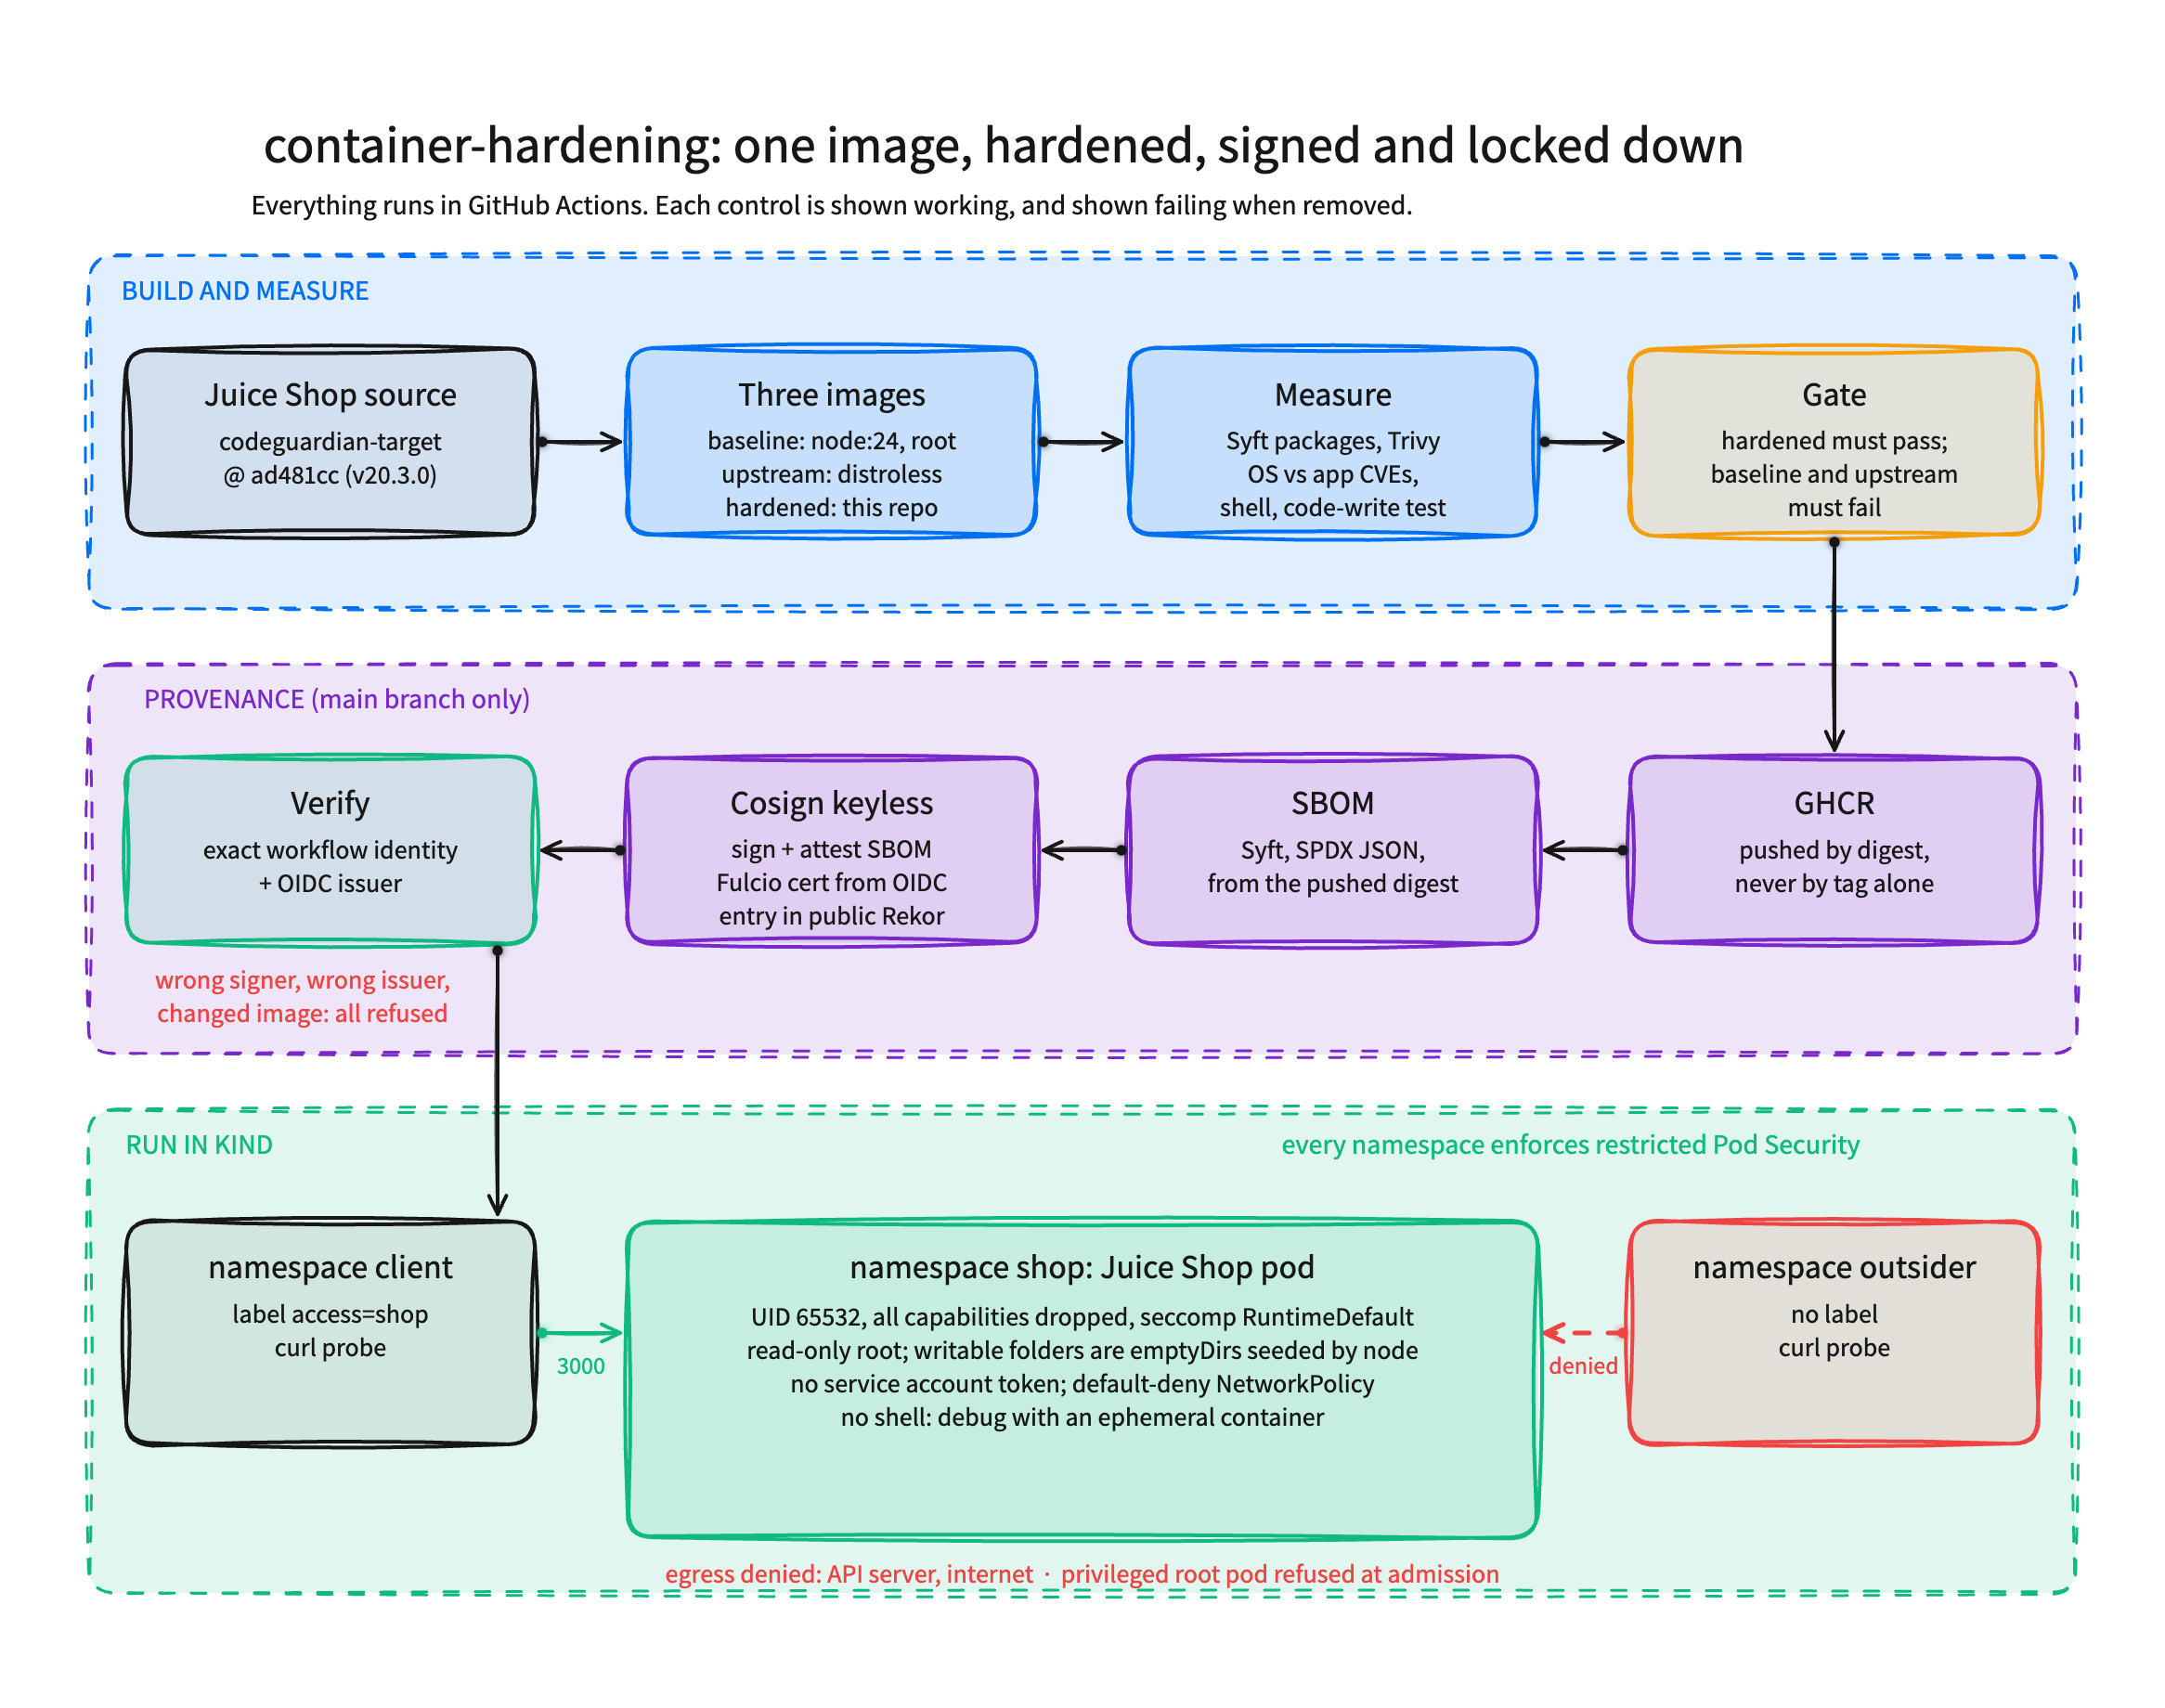 container-hardening: one image, hardened, signed and locked down
Everything runs in GitHub Actions. Each control is shown working, and shown failing when removed.
BUILD AND MEASURE
Juice Shop source
codeguardian-target
@ ad481cc (v20.3.0)
Three images
baseline: node:24, root
upstream: distroless
hardened: this repo
Measure
Syft packages, Trivy
OS vs app CVEs,
shell, code-write test
Gate
hardened must pass;
baseline and upstream
must fail
PROVENANCE (main branch only)
Verify
exact workflow identity
+ OIDC issuer
Cosign keyless
sign + attest SBOM
Fulcio cert from OIDC
entry in public Rekor
SBOM
Syft, SPDX JSON,
from the pushed digest
GHCR
pushed by digest,
never by tag alone
wrong signer, wrong issuer,
changed image: all refused
RUN IN KIND
every namespace enforces restricted Pod Security
namespace client
label access=shop
curl probe
3000
namespace shop: Juice Shop pod
UID 65532, all capabilities dropped, seccomp RuntimeDefault
read-only root; writable folders are emptyDirs seeded by node
no service account token; default-deny NetworkPolicy
no shell: debug with an ephemeral container
denied
namespace outsider
no label
curl probe
egress denied: API server, internet · privileged root pod refused at admission